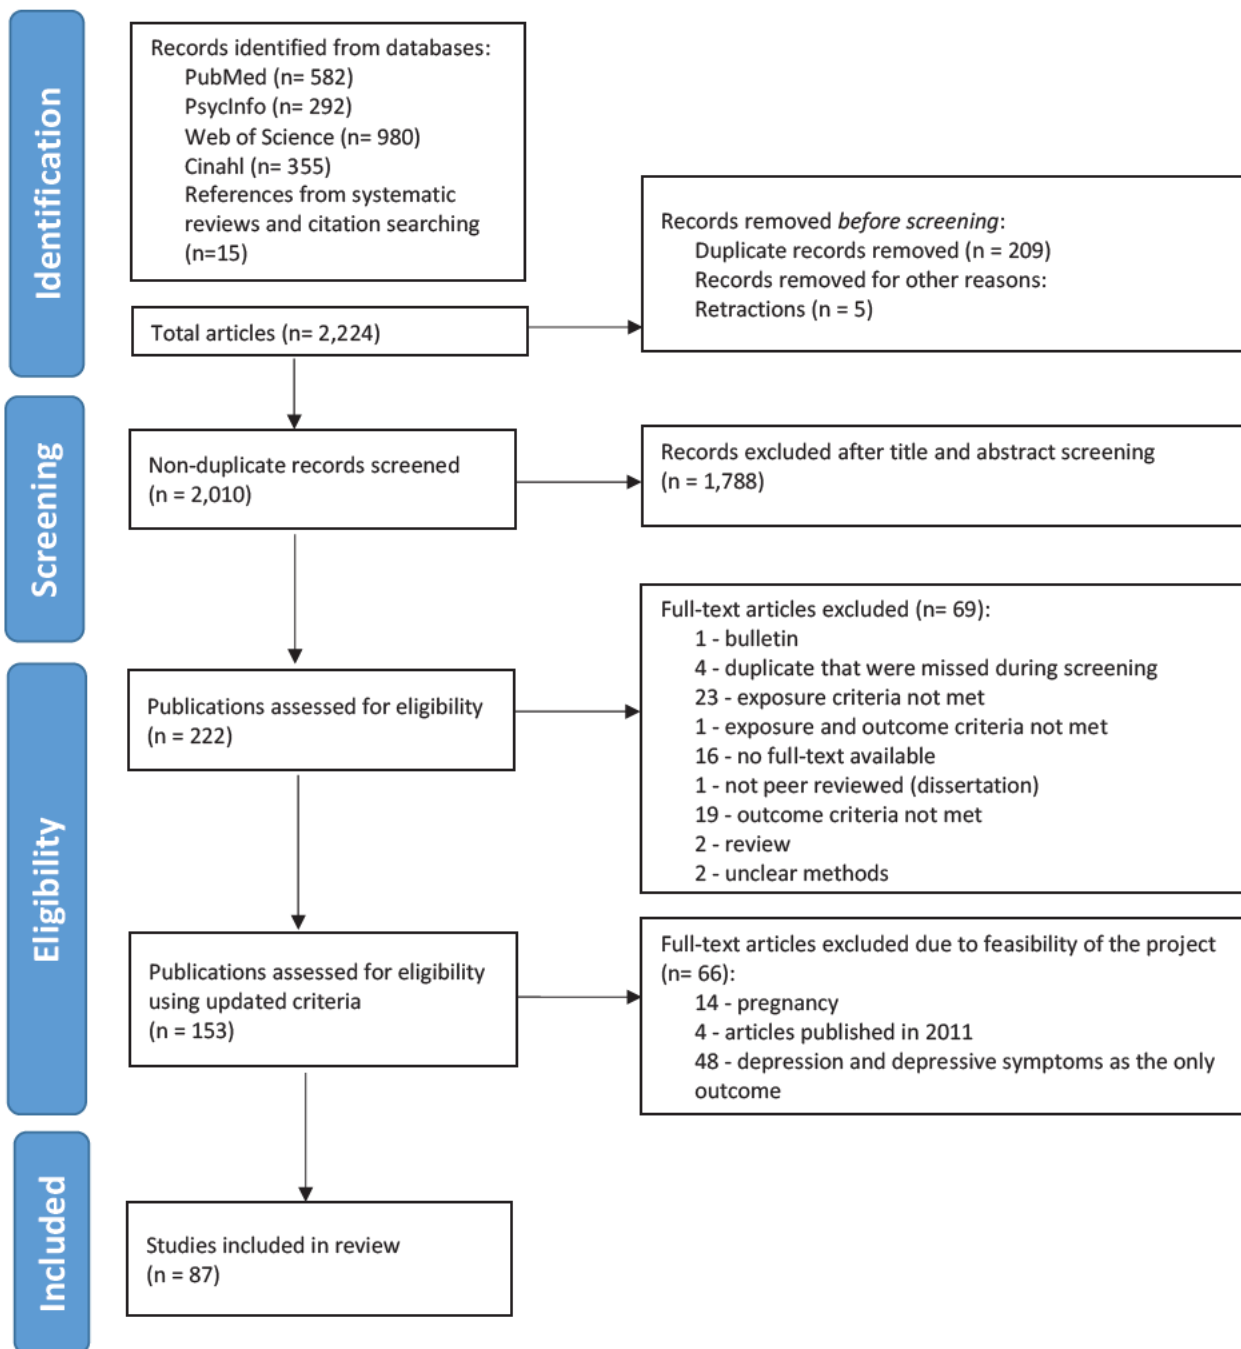 Identification
Records identified from databases:
PubMed (n= 582)
PsycInfo (n= 292)
Web of Science (n= 980)
Cinahl (n= 355)
References from systematic
reviews and citation searching
(n=15)
Total articles (n= 2,224)
Records removed before screening:
Duplicate records removed (n = 209)
Records removed for other reasons:
Retractions (n = 5)
Screening
Non-duplicate records screened
(n = 2,010)
Records excluded after title and abstract screening
(n = 1,788)
Eligibility
Publications assessed for eligibility
(n = 222)
Full-text articles excluded (n= 69):
1 - bulletin
4 - duplicate that were missed during screening
23 - exposure criteria not met
1 - exposure and outcome criteria not met
16 - no full-text available
1 - not peer reviewed (dissertation)
19 - outcome criteria not met
2 - review
2 - unclear methods
Publications assessed for eligibility
using updated criteria
(n = 153)
Full-text articles excluded due to feasibility of the project
(n= 66):
14 - pregnancy
4 - articles published in 2011
48 - depression and depressive symptoms as the only
outcome
Included
Studies included in review
(n = 87)